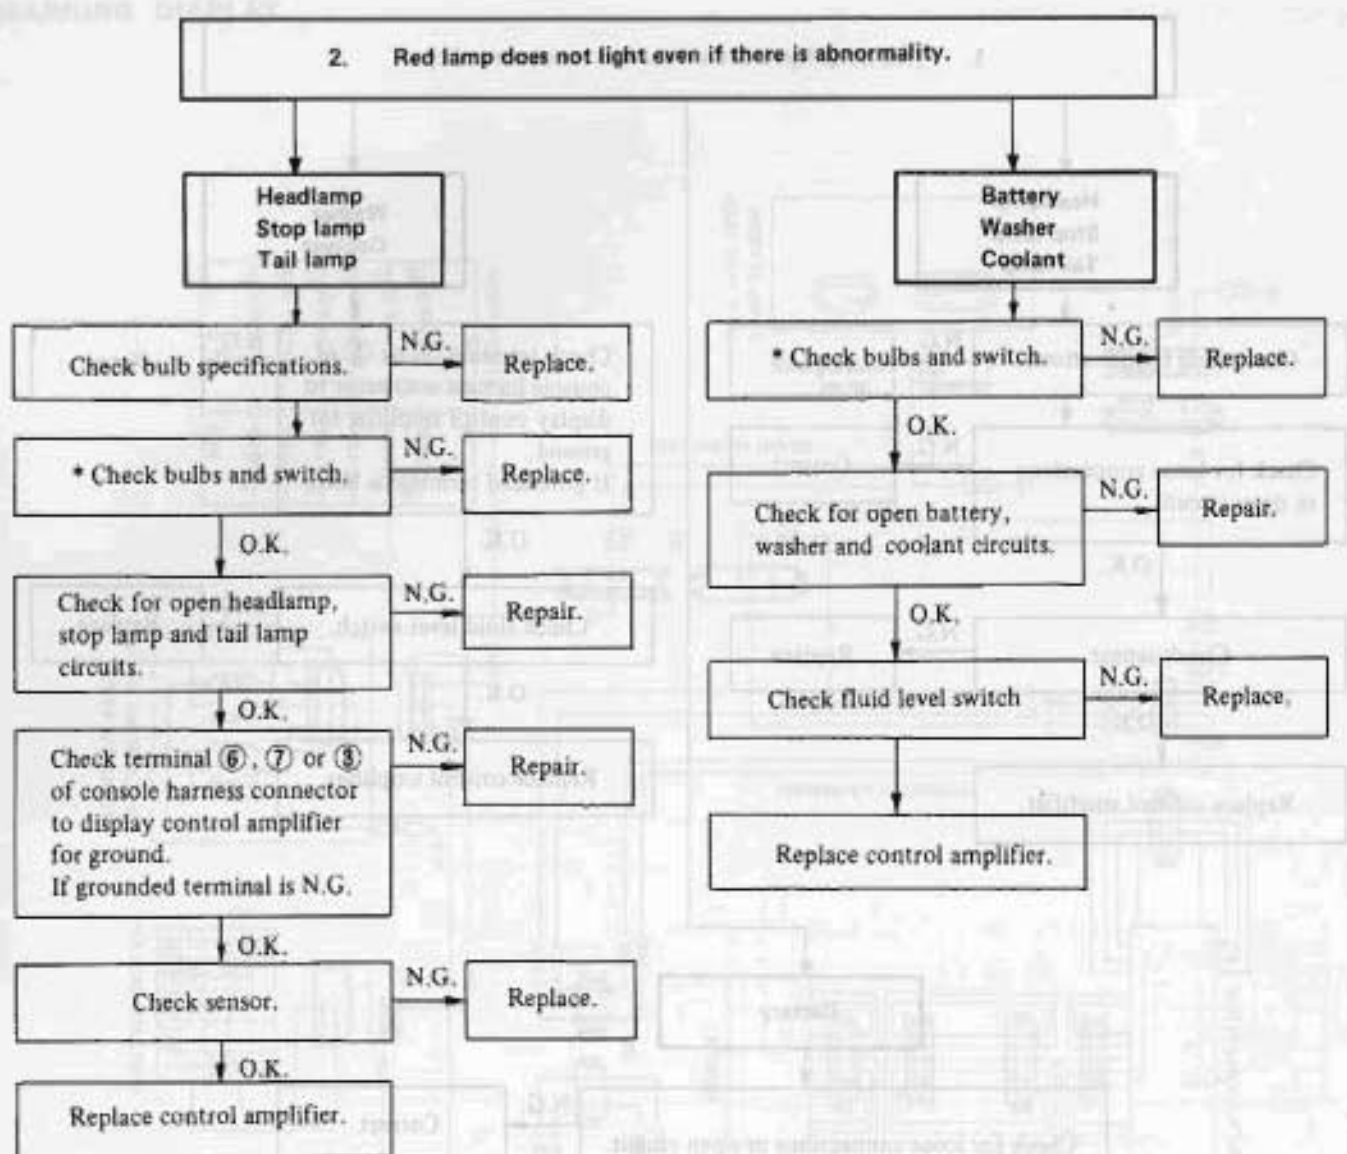 2. Red lamp does not light even if there is abnormality.
Headlamp
Stop lamp
Tail lamp
Check bulb specifications.
N.G.
Replace.
* Check bulbs and switch.
N.G.
Replace.
O.K.
Check for open headlamp,
stop lamp and tail lamp
circuits.
N.G.
Repair.
O.K.
Check terminal ⑥, ⑦ or ⑧
of console harness connector
to display control amplifier
for ground.
If grounded terminal is N.G.
N.G.
Repair.
O.K.
Check sensor.
N.G.
Replace.
O.K.
Replace control amplifier.
Battery
Washer
Coolant
* Check bulbs and switch.
N.G.
Replace.
O.K.
Check for open battery,
washer and coolant circuits.
N.G.
Repair.
O.K.
Check fluid level switch
N.G.
Replace.
Replace control amplifier.